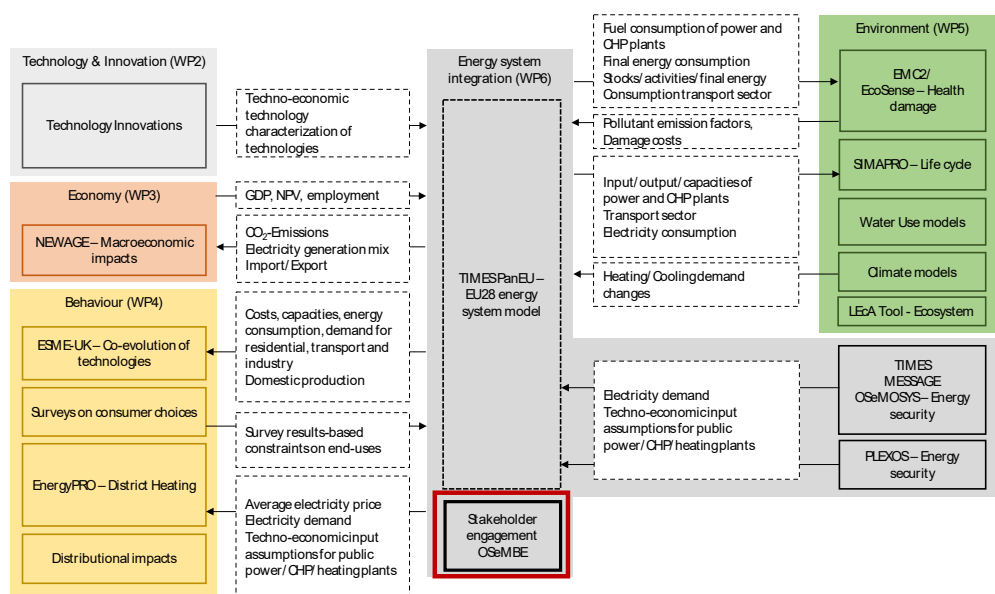 Technology & Innovation (WP2)
Technology Innovations
Techno-economic
technology
characterization of
technologies
Economy (WP3)
NEWAGE – Macroeconomic
impacts
GDP, NPV, employment
CO₂-Emissions
Electricity generation mix
Import/ Export
Behaviour (WP4)
ESME-UK – Co-evolution of
technologies
Surveys on consumer choices
EnergyPRO – District Heating
Distributional impacts
Costs, capacities, energy
consumption, demand for
residential, transport and
industry
Domestic production
Survey results-based
constraints on end-uses
Average electricity price
Electricity demand
Techno-economic input
assumptions for public
power/ CHP/ heating plants
Energy system
integration (WP6)
TIMES PanEU –
EU28 energy
system model
Stakeholder
engagement
OSeMBE
Fuel consumption of power and
CHP plants
Final energy consumption
Stocks/ activities/ final energy
Consumption transport sector
Pollutant emission factors,
Damage costs
Input/ output/ capacities of
power and CHP plants
Transport sector
Electricity consumption
Heating/ Cooling demand
changes
Electricity demand
Techno-economic input
assumptions for public
power/ CHP/ heating plants
Environment (WP5)
EMC2/
EcoSense – Health
damage
SIMAPRO – Life cycle
Water Use models
Climate models
LEcA Tool - Ecosystem
TIMES
MESSAGE
OSeMOSYS – Energy
security
PLEXOS – Energy
security